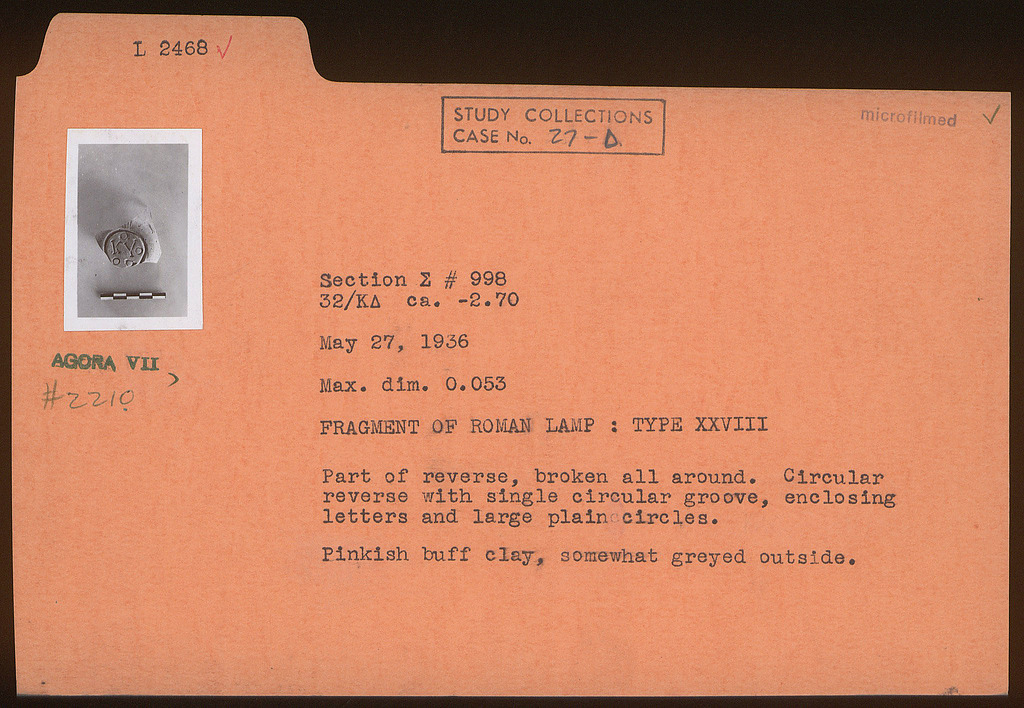 L 2468 ✓
STUDY COLLECTIONS
CASE No. 27-Δ
microfilmed ✓
KY
Section Σ # 998
32/ΚΔ ca. -2.70
May 27, 1936
AGORA VII
#2210
Max. dim. 0.053
FRAGMENT OF ROMAN LAMP : TYPE XXVIII
Part of reverse, broken all around. Circular
reverse with single circular groove, enclosing
letters and large plain circles.
Pinkish buff clay, somewhat greyed outside.